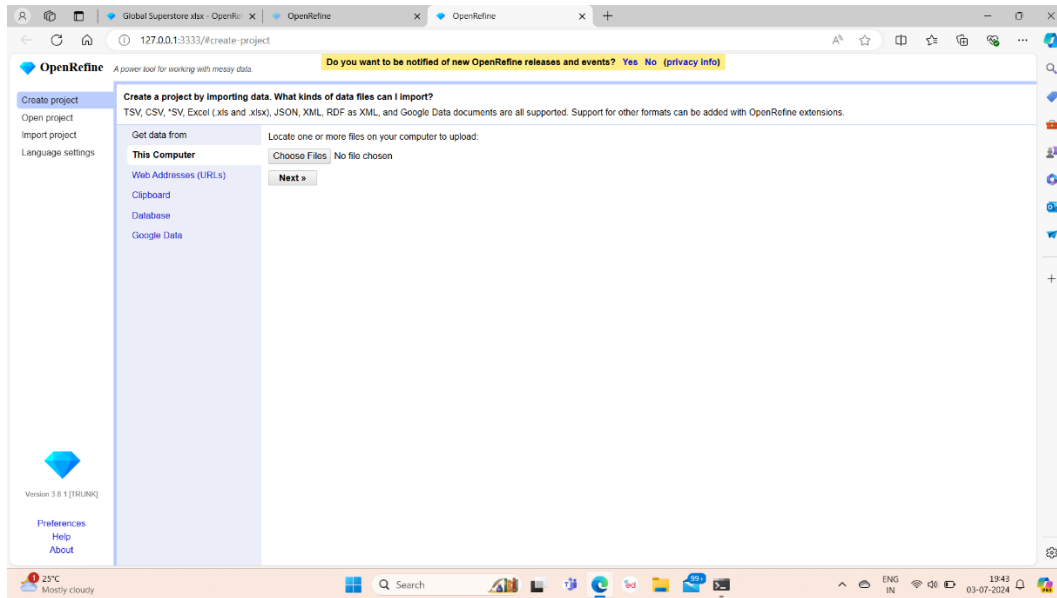 Global Superstore xlsx - OpenRef
OpenRefine
OpenRefine
127.0.0.1:3333/#create-project
OpenRefine
A power tool for working with messy data.
Do you want to be notified of new OpenRefine releases and events? Yes No (privacy info)
Create project
Open project
Import project
Language settings
Create a project by importing data. What kinds of data files can I import?
TSV, CSV, *SV, Excel (.xls and .xlsx), JSON, XML, RDF as XML, and Google Data documents are all supported. Support for other formats can be added with OpenRefine extensions.
Get data from
This Computer
Web Addresses (URLs)
Clipboard
Database
Google Data
Locate one or more files on your computer to upload:
Choose Files No file chosen
Next »
Version 3.8.1 [TRUNK]
Preferences
Help
About
1
25°C
Mostly cloudy
Search
99+
ENG
IN
19:43
03-07-2024